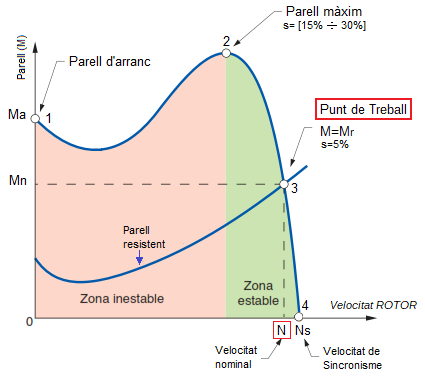 Parell màxim
s= [15% ÷ 30%]
Parell (M)
2
Parell d'arranc
Ma
1
Punt de Treball
M=Mr
s=5%
Mn
3
Parell
resistent
Zona inestable
Zona
estable
4
Velocitat ROTOR
0
N
Ns
Velocitat
nominal
Velocitat de
Sincronisme